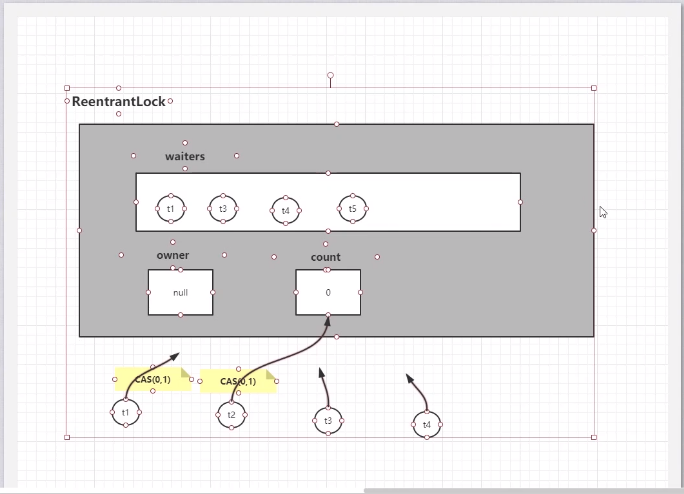 ReentrantLock
waiters
t1 t3 t4 t5
owner count
null 0
CAS(0,1) CAS(0,1)
t1 t2 t3 t4